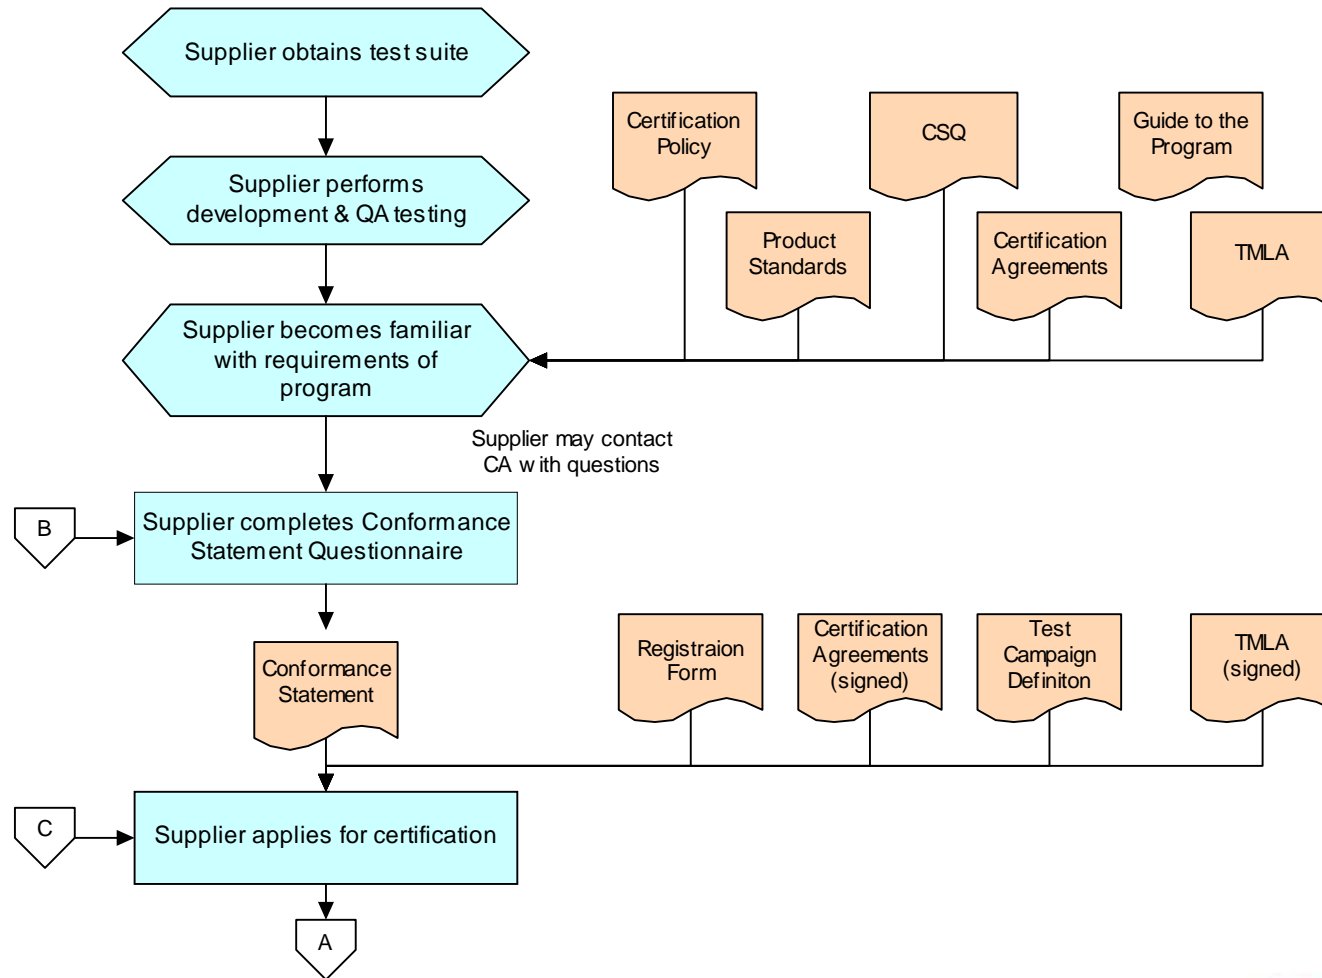 Supplier obtains test suite
Certification
Policy
CSQ
Guide to the
Program
Supplier performs
development & QA testing
Product
Standards
Certification
Agreements
TMLA
Supplier becomes familiar
with requirements of
program
Supplier may contact
CA with questions
B
Supplier completes Conformance
Statement Questionnaire
Conformance
Statement
Registraion
Form
Certification
Agreements
(signed)
Test
Campaign
Definiton
TMLA
(signed)
C
Supplier applies for certification
A